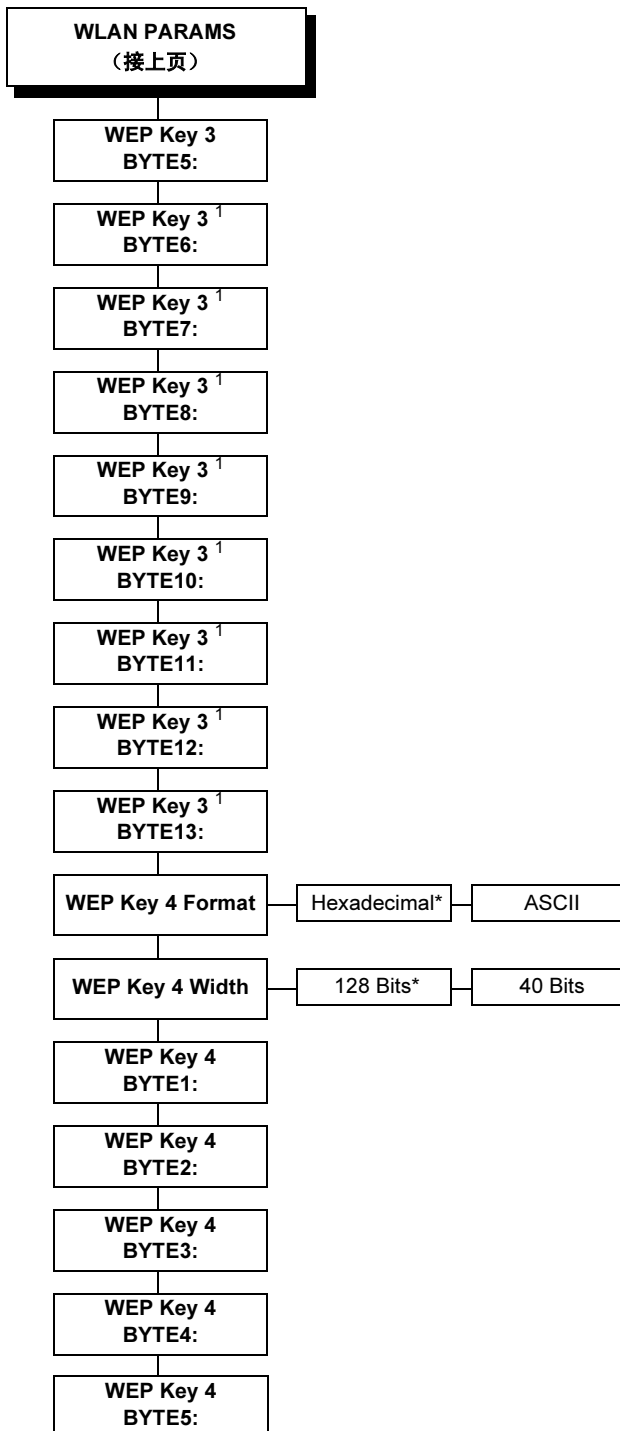 WLAN PARAMS
（接上页）
WEP Key 3
BYTE5:
WEP Key 3 1
BYTE6:
WEP Key 3 1
BYTE7:
WEP Key 3 1
BYTE8:
WEP Key 3 1
BYTE9:
WEP Key 3 1
BYTE10:
WEP Key 3 1
BYTE11:
WEP Key 3 1
BYTE12:
WEP Key 3 1
BYTE13:
WEP Key 4 Format Hexadecimal* ASCII
WEP Key 4 Width 128 Bits* 40 Bits
WEP Key 4
BYTE1:
WEP Key 4
BYTE2:
WEP Key 4
BYTE3:
WEP Key 4
BYTE4:
WEP Key 4
BYTE5: